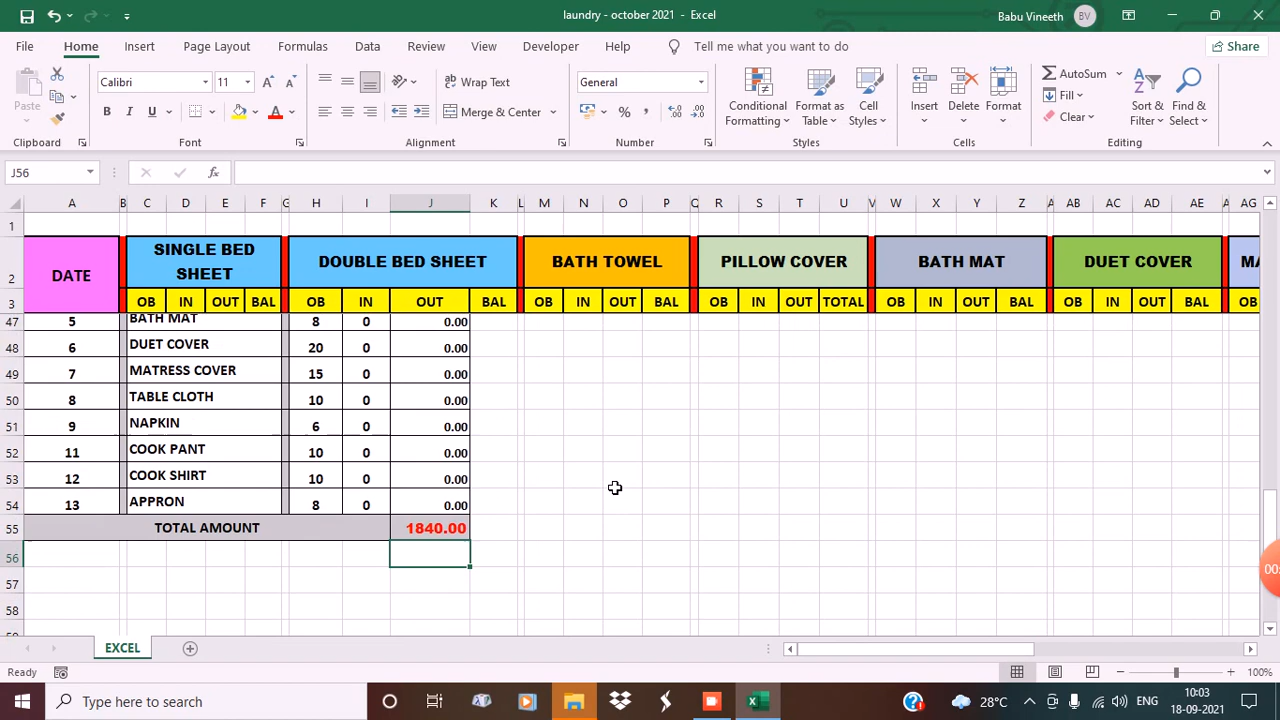 laundry - october 2021 - Excel
Babu Vineeth BV
File Home Insert Page Layout Formulas Data Review View Developer Help Tell me what you want to do Share
Paste
Calibri 11
B I U
Wrap Text
Merge & Center
General
Conditional Formatting
Format as Table
Cell Styles
Insert Delete Format
AutoSum
Fill
Clear
Sort & Filter
Find & Select
Clipboard Font Alignment Number Styles Cells Editing
J56 fx
A B C D E F G H I J K L M N O P Q R S T U V W X Y Z A AB AC AD AE A AG
1
2 DATE SINGLE BED SHEET DOUBLE BED SHEET BATH TOWEL PILLOW COVER BATH MAT DUET COVER MA
3 OB IN OUT BAL OB IN OUT BAL OB IN OUT BAL OB IN OUT TOTAL OB IN OUT BAL OB IN OUT BAL OB
47 5 BATH MAT 8 0 0.00
48 6 DUET COVER 20 0 0.00
49 7 MATRESS COVER 15 0 0.00
50 8 TABLE CLOTH 10 0 0.00
51 9 NAPKIN 6 0 0.00
52 11 COOK PANT 10 0 0.00
53 12 COOK SHIRT 10 0 0.00
54 13 APPRON 8 0 0.00
55 TOTAL AMOUNT 1840.00
56
57
58
EXCEL
Ready 100%
Type here to search 28°C ENG 10:03
18-09-2021